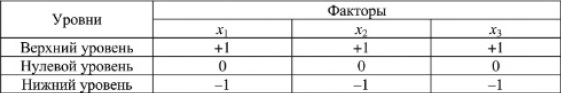 Уровни Факторы
x1 x2 x3
Верхний уровень +1 +1 +1
Нулевой уровень 0 0 0
Нижний уровень –1 –1 –1